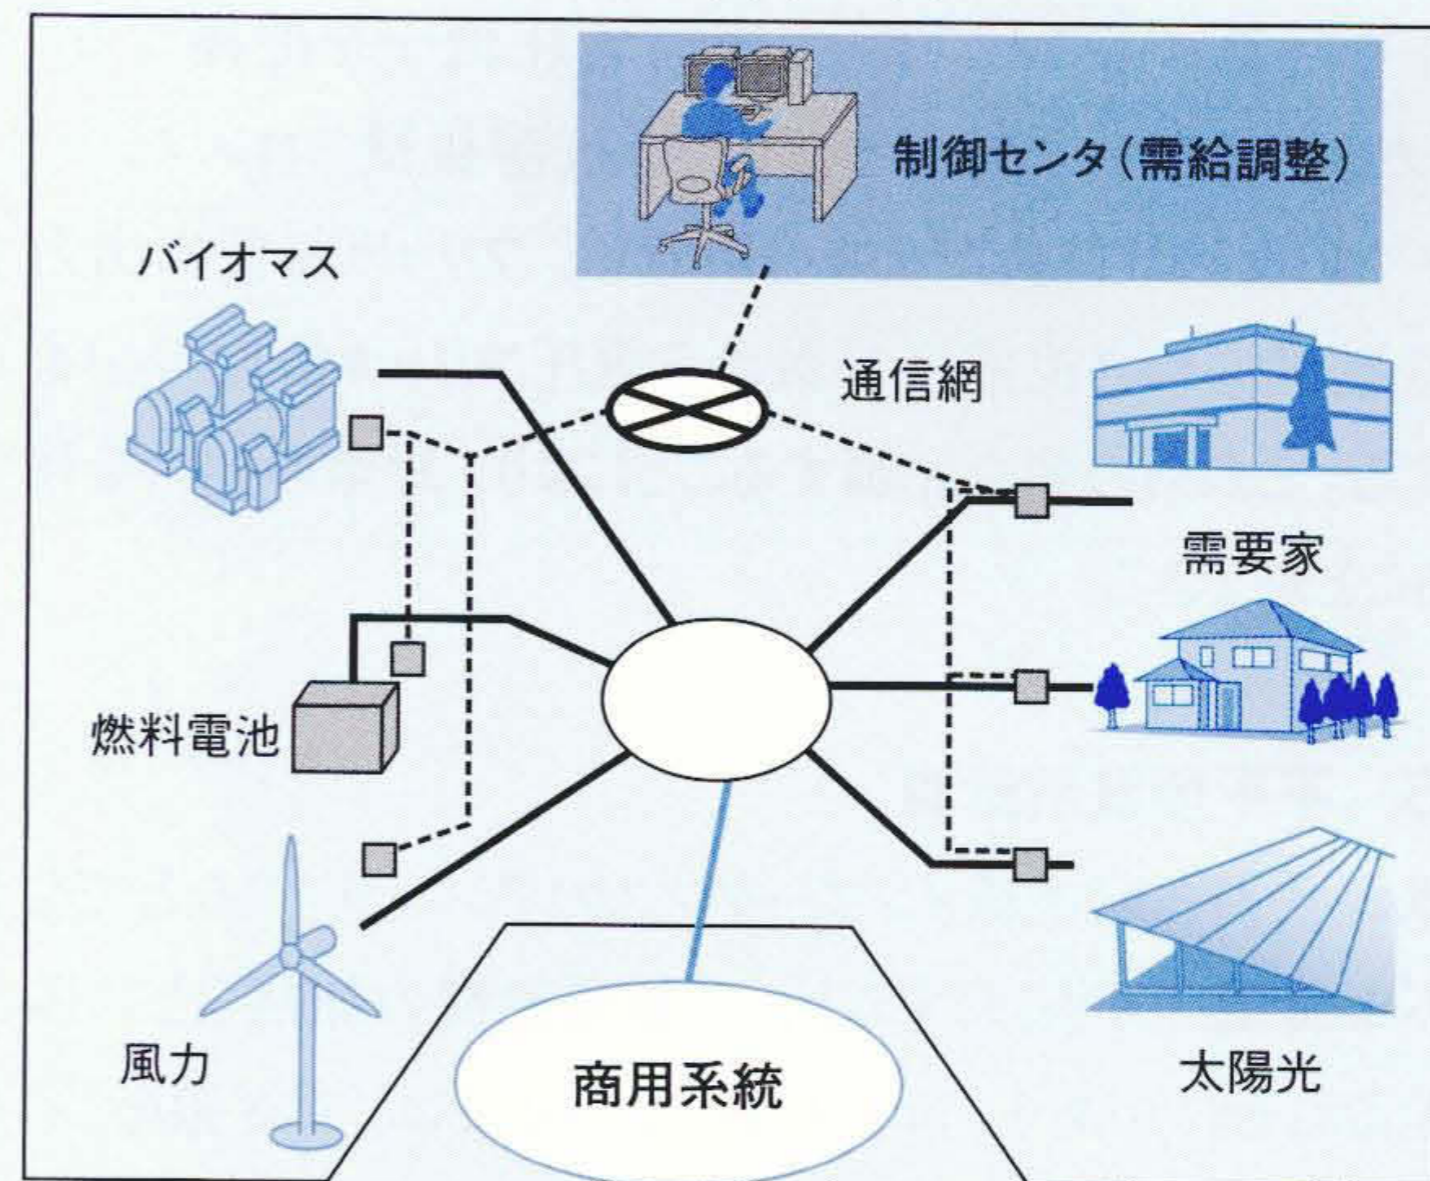 制御センタ(需給調整)
バイオマス
通信網
需要家
燃料電池
風力
太陽光
商用系統